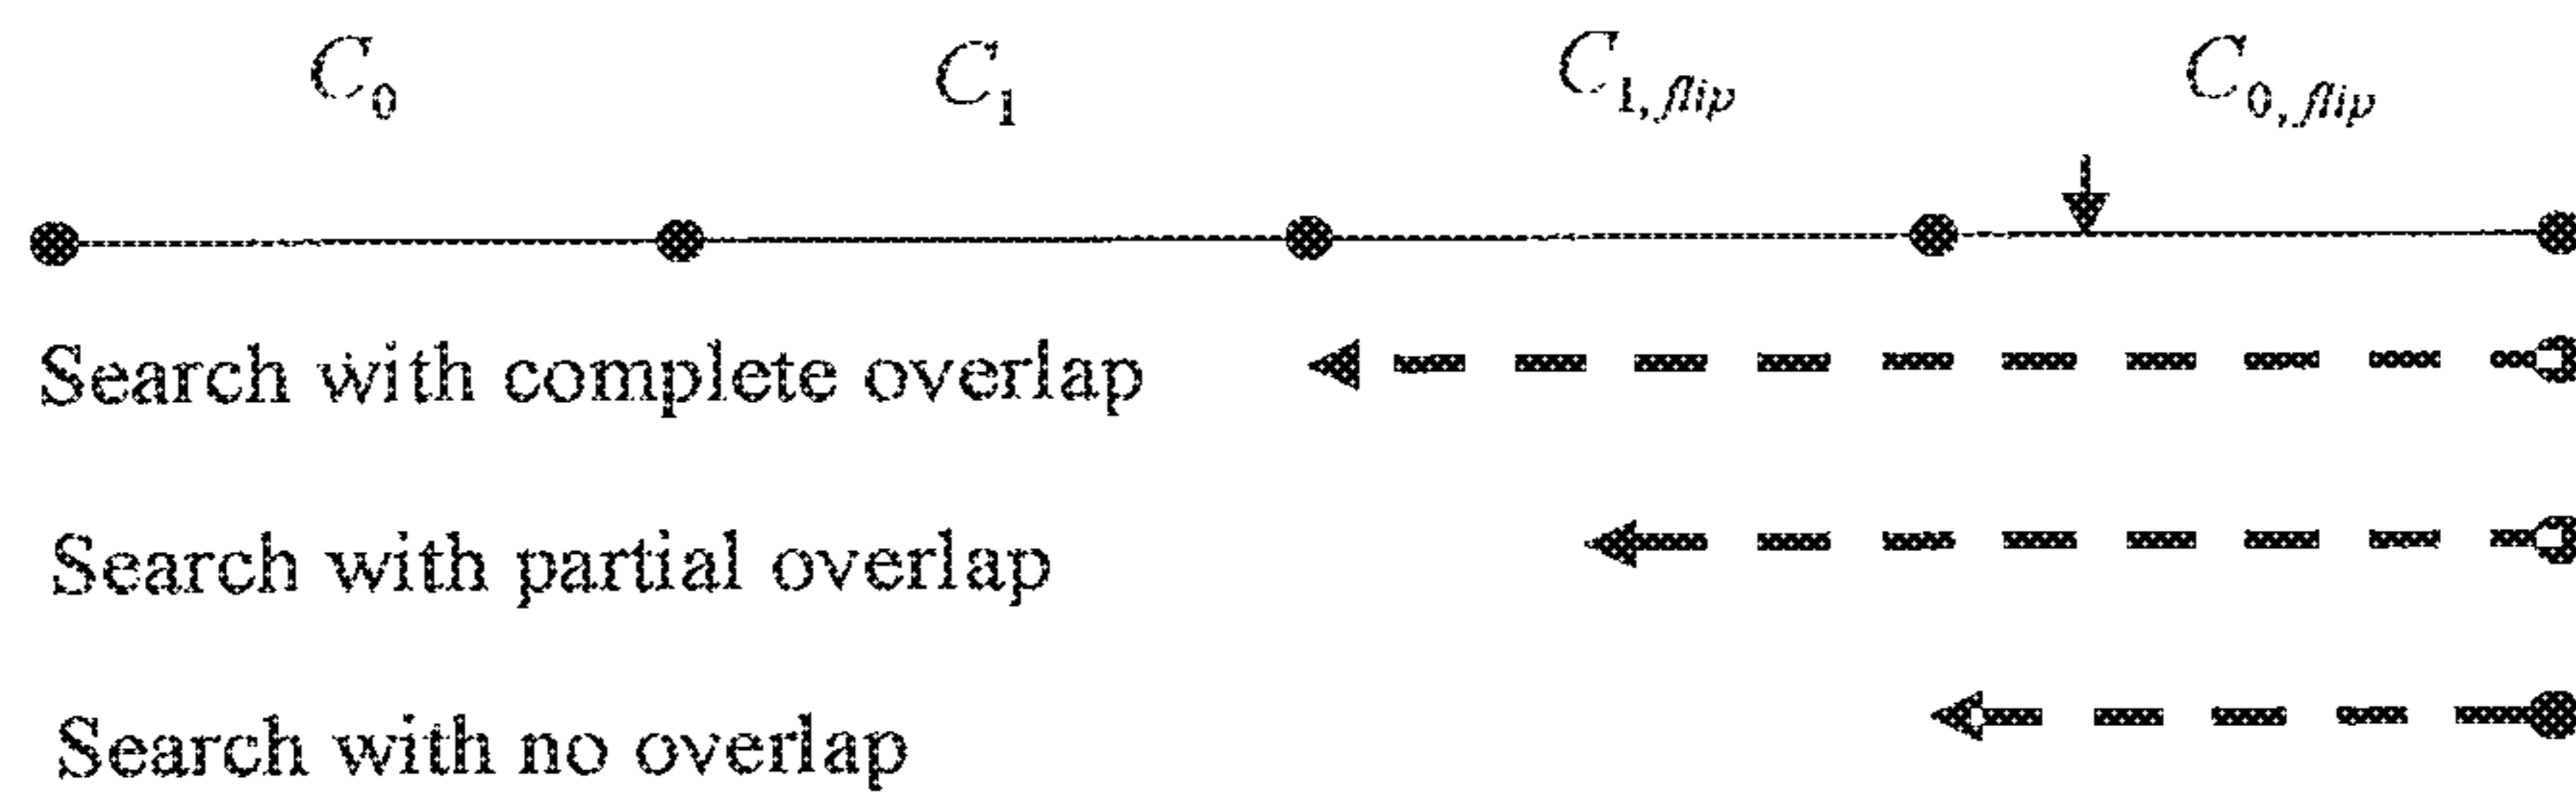 C₀ C₁ C₁,flip C₀,flip
Search with complete overlap
Search with partial overlap
Search with no overlap